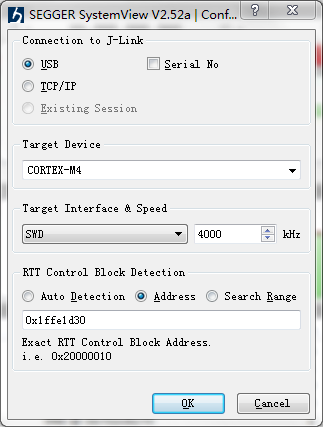 SEGGER SystemView V2.52a | Conf...
Connection to J-Link
USB
Serial No
TCP/IP
Existing Session
Target Device
CORTEX-M4
Target Interface & Speed
SWD
4000
kHz
RTT Control Block Detection
Auto Detection
Address
Search Range
0x1ffe1d30
Exact RTT Control Block Address.
i.e. 0x20000010
OK
Cancel